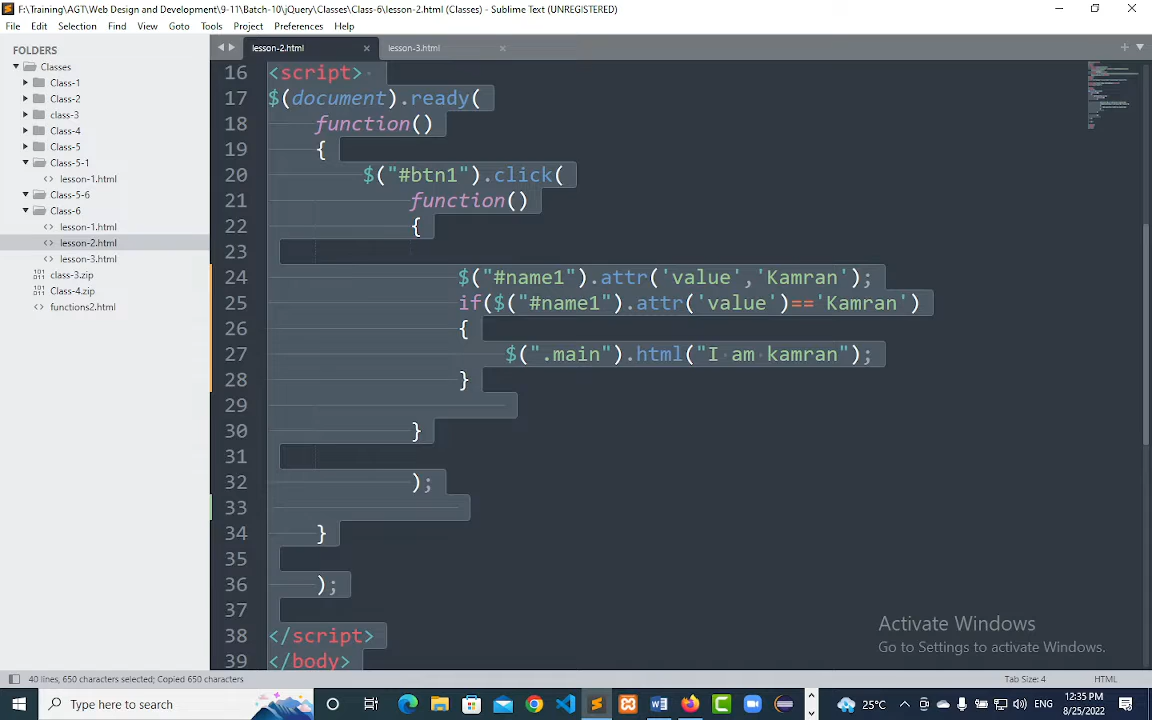 F:\Training\AGT\Web Design and Development\9-11\Batch-10\jQuery\Classes\Class-6\lesson-2.html (Classes) - Sublime Text (UNREGISTERED)
File Edit Selection Find View Goto Tools Project Preferences Help
FOLDERS
Classes
Class-1
Class-2
class-3
Class-4
Class-5
Class-5-1
lesson-1.html
Class-5-6
Class-6
lesson-1.html
lesson-2.html
lesson-3.html
class-3.zip
Class-4.zip
functions2.html
lesson-2.html lesson-3.html
16 <script>
17 $(document).ready(
18 function()
19 {
20 $("#btn1").click(
21 function()
22 {
23
24 $("#name1").attr('value','Kamran');
25 if($("#name1").attr('value')=='Kamran')
26 {
27 $(".main").html("I am kamran");
28 }
29
30 }
31
32 );
33
34 }
35
36 );
37
38 </script>
39 </body>
Activate Windows
Go to Settings to activate Windows.
40 lines, 650 characters selected; Copied 650 characters Tab Size: 4 HTML
Type here to search
25°C
ENG
12:35 PM
8/25/2022